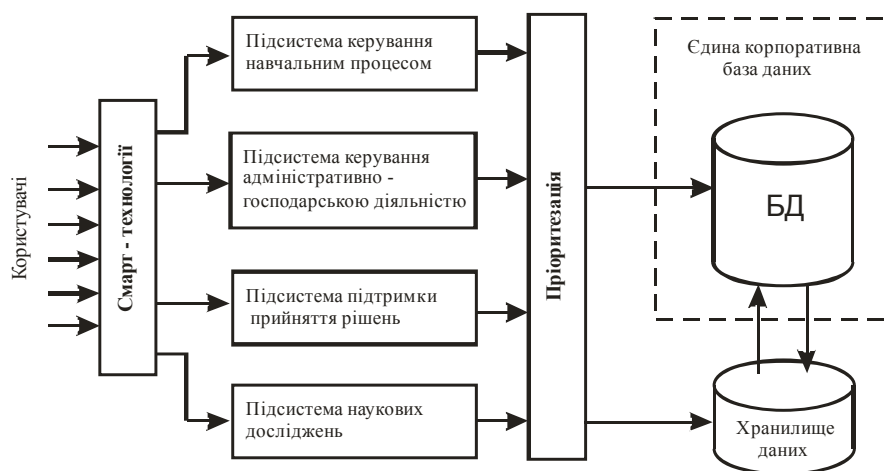 Користувачі
Смарт - технології
Підсистема керування
навчальним процесом
Підсистема керування
адміністративно -
господарською діяльністю
Підсистема підтримки
прийняття рішень
Підсистема наукових
досліджень
Пріоритезація
Єдина корпоративна
база даних
БД
Хранилище
даних